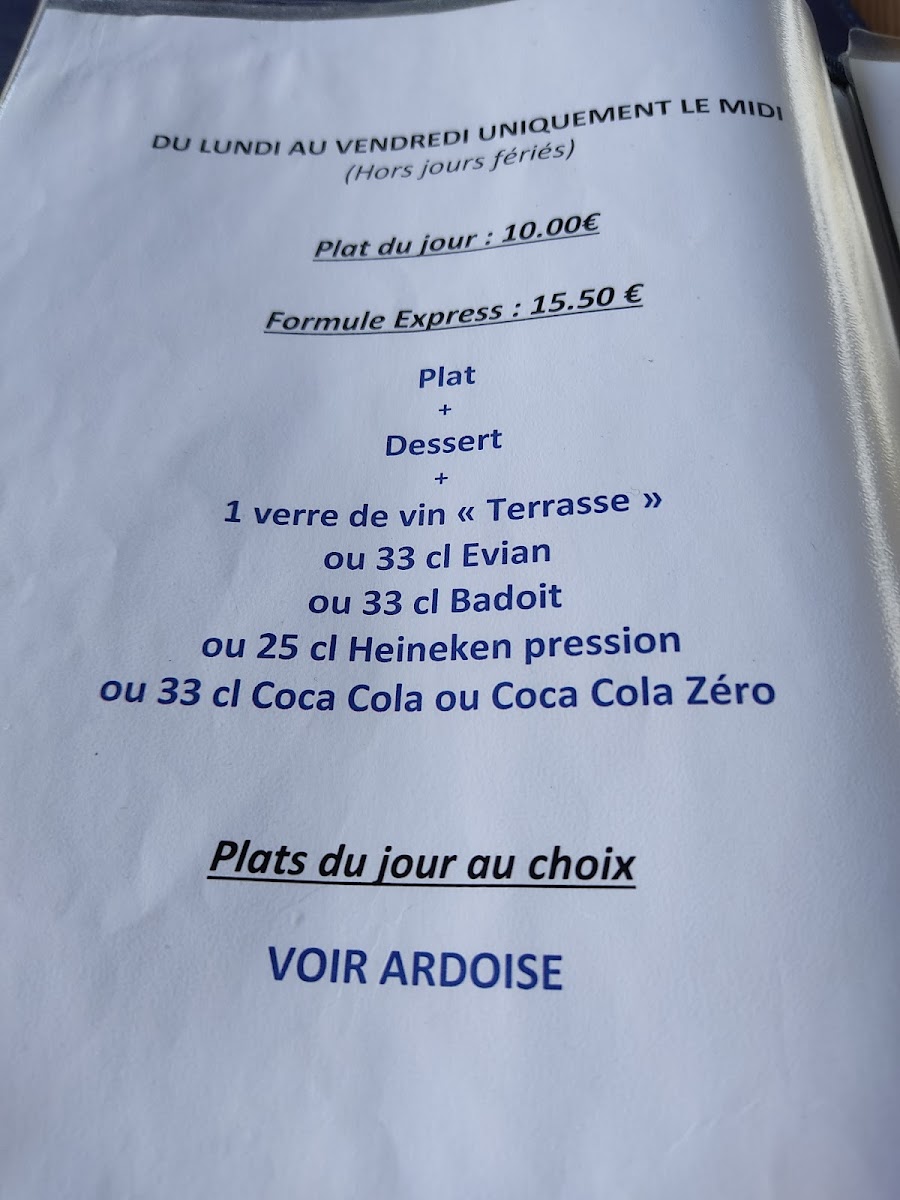 DU LUNDI AU VENDREDI UNIQUEMENT LE MIDI
(Hors jours fériés)
Plat du jour : 10.00€
Formule Express : 15.50 €
Plat
+
Dessert
+
1 verre de vin « Terrasse »
ou 33 cl Evian
ou 33 cl Badoit
ou 25 cl Heineken pression
ou 33 cl Coca Cola ou Coca Cola Zéro
Plats du jour au choix
VOIR ARDOISE